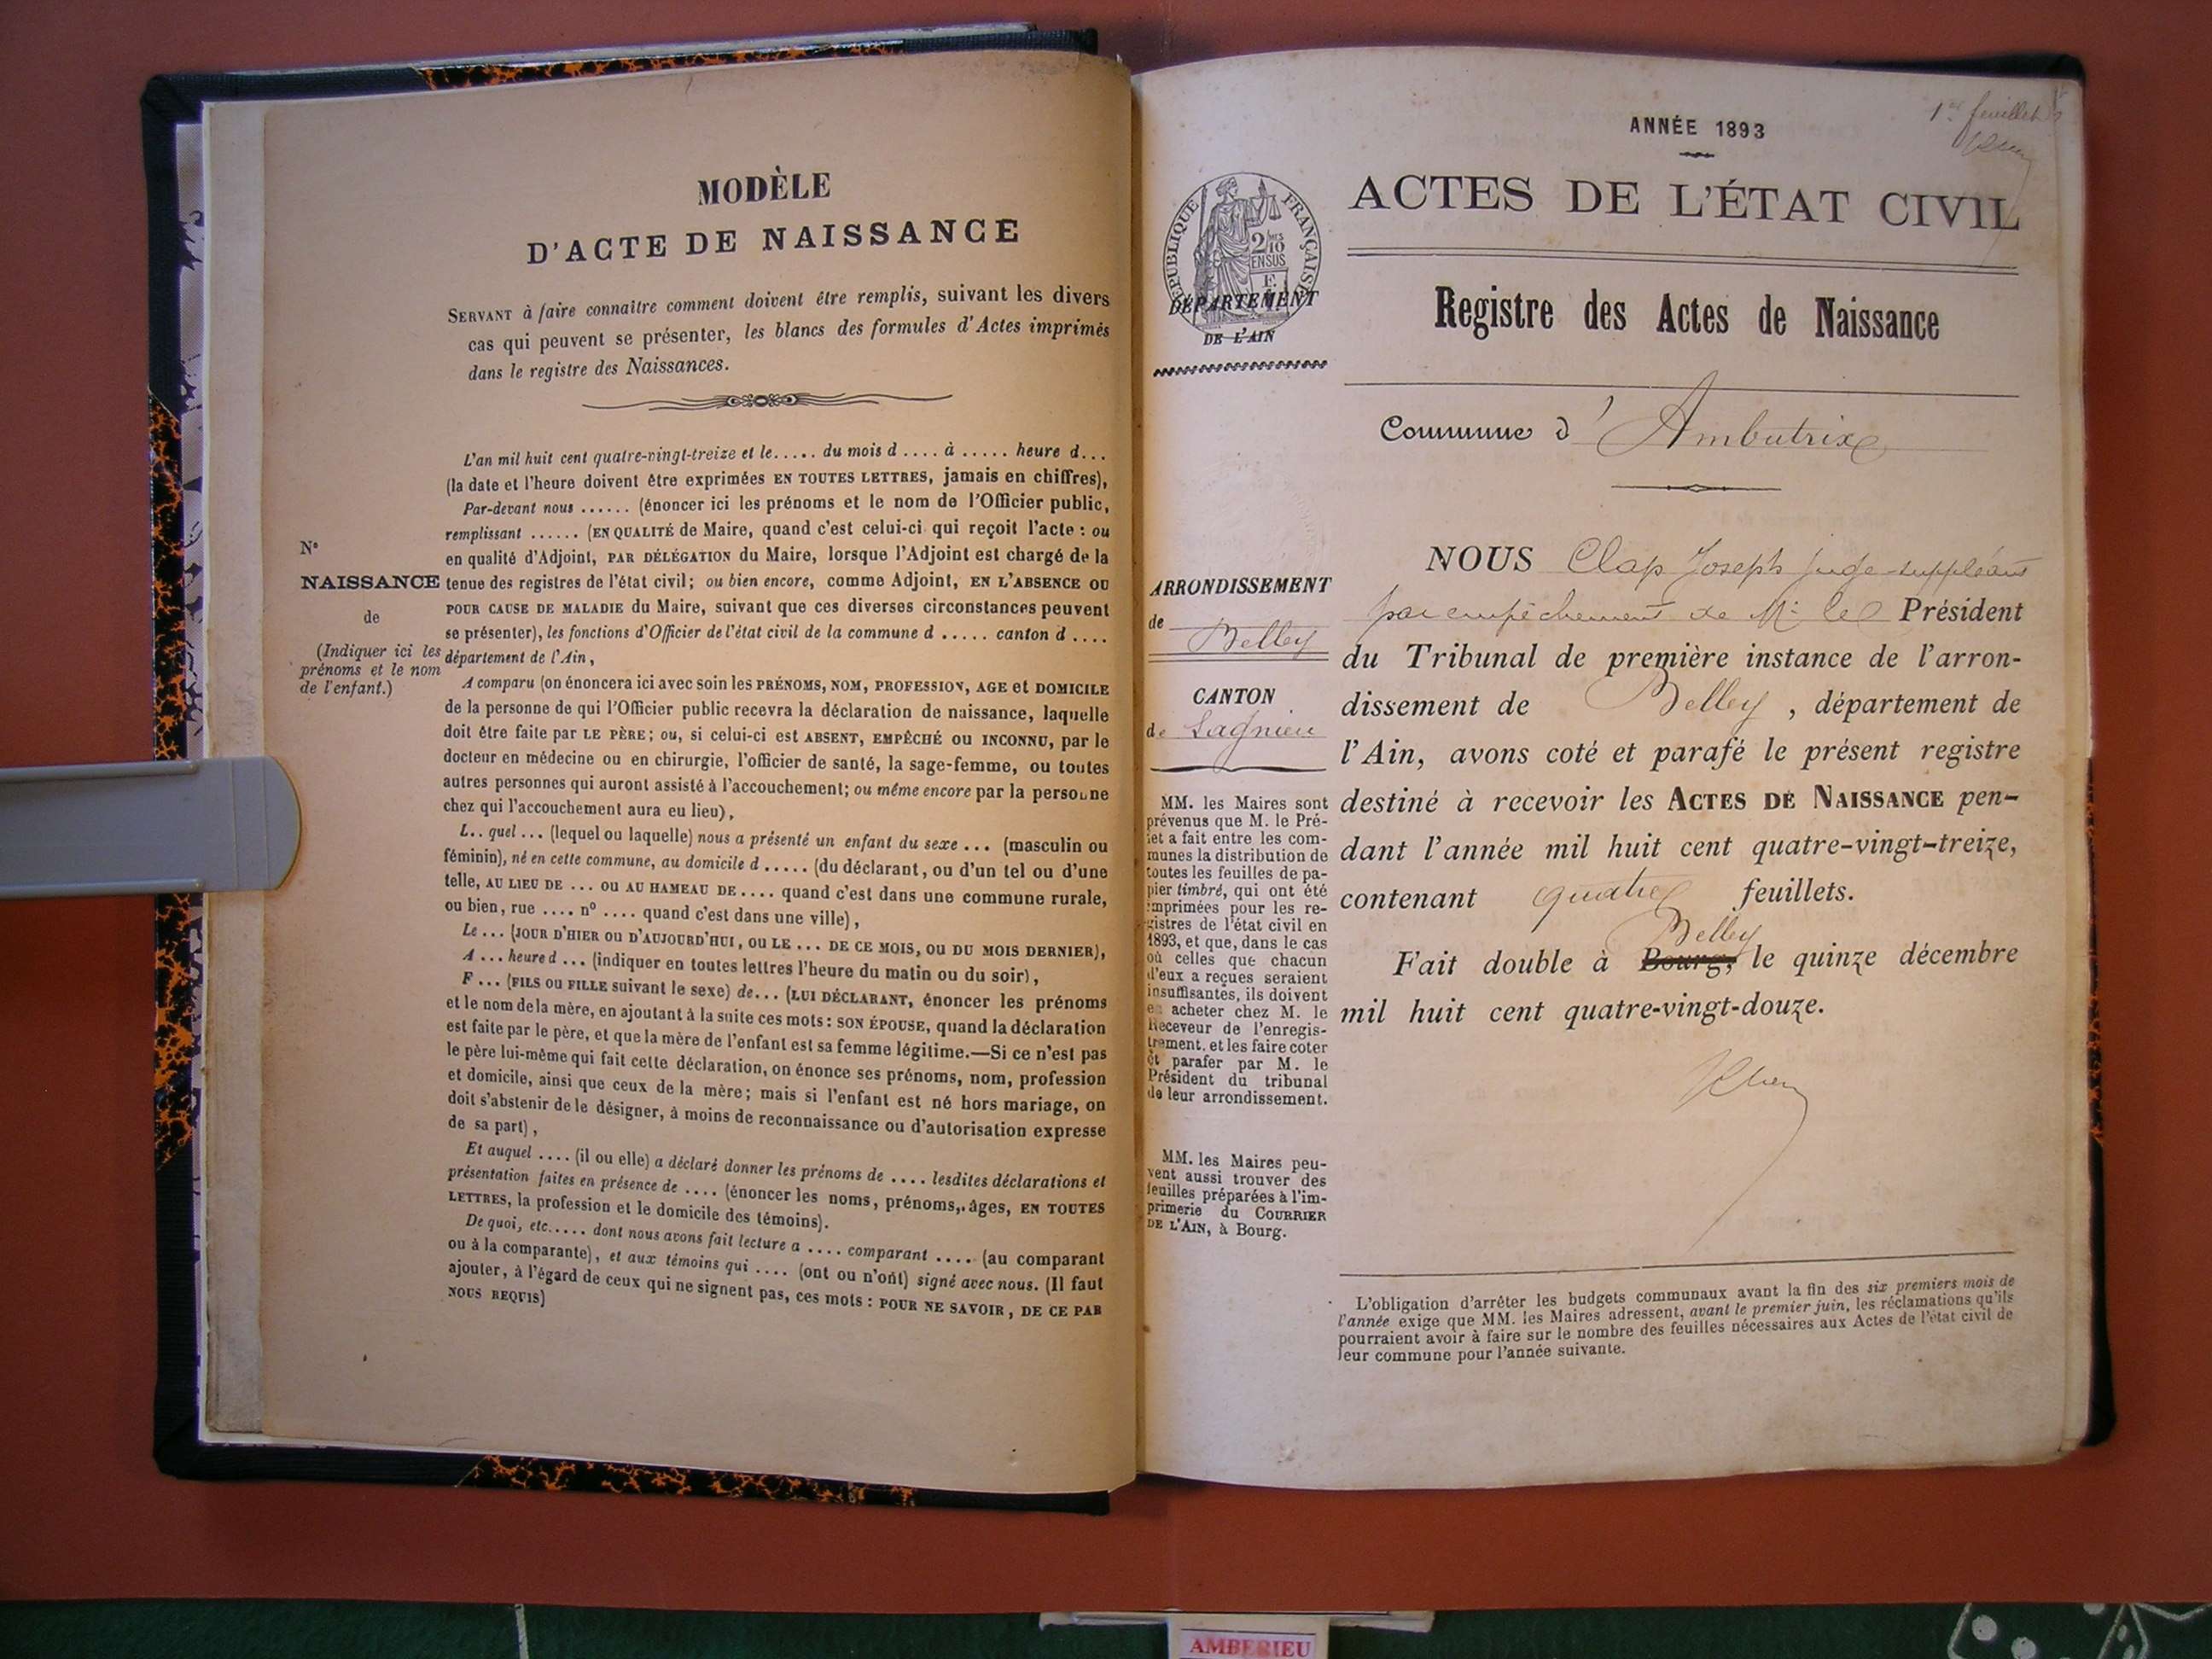 MODÈLE
D'ACTE DE NAISSANCE
SERVANT à faire connaître comment doivent être remplis, suivant les divers
cas qui peuvent se présenter, les blancs des formules d'Actes imprimés
dans le registre des Naissances.
L'an mil huit cent quatre-vingt-treize et le..... du mois d .... à ..... heure d...
(la date et l'heure doivent être exprimées EN TOUTES LETTRES, jamais en chiffres),
Par-devant nous ...... (énoncer ici les prénoms et le nom de l'Officier public,
remplissant ...... (EN QUALITÉ de Maire, quand c'est celui-ci qui reçoit l'acte : ou
en qualité d'Adjoint, PAR DÉLÉGATION du Maire, lorsque l'Adjoint est chargé de la
tenue des registres de l'état civil; ou bien encore, comme Adjoint, EN L'ABSENCE OU
POUR CAUSE DE MALADIE du Maire, suivant que ces diverses circonstances peuvent
se présenter), les fonctions d'Officier de l'état civil de la commune d ..... canton d ....
département de l'Ain,
N°
NAISSANCE
de
(Indiquer ici les
prénoms et le nom
de l'enfant.)
A comparu (on énoncera ici avec soin les PRÉNOMS, NOM, PROFESSION, AGE et DOMICILE
de la personne de qui l'Officier public recevra la déclaration de naissance, laquelle
doit être faite par LE PÈRE; ou, si celui-ci est ABSENT, EMPÊCHÉ ou INCONNU, par le
docteur en médecine ou en chirurgie, l'officier de santé, la sage-femme, ou toutes
autres personnes qui auront assisté à l'accouchement; ou même encore par la personne
chez qui l'accouchement aura eu lieu),
L.. quel ... (lequel ou laquelle) nous a présenté un enfant du sexe ... (masculin ou
féminin), né en cette commune, au domicile d ..... (du déclarant, ou d'un tel ou d'une
telle, AU LIEU DE ... OU AU HAMEAU DE .... quand c'est dans une commune rurale,
ou bien, rue .... n° .... quand c'est dans une ville),
Le ... (JOUR D'HIER OU D'AUJOURD'HUI, OU LE ... DE CE MOIS, OU DU MOIS DERNIER),
A ... heure d ... (indiquer en toutes lettres l'heure du matin ou du soir),
F ... (FILS OU FILLE suivant le sexe) de... (LUI DÉCLARANT, énoncer les prénoms
et le nom de la mère, en ajoutant à la suite ces mots : SON ÉPOUSE, quand la déclaration
est faite par le père, et que la mère de l'enfant est sa femme légitime.—Si ce n'est pas
le père lui-même qui fait cette déclaration, on énonce ses prénoms, nom, profession
et domicile, ainsi que ceux de la mère; mais si l'enfant est né hors mariage, on
doit s'abstenir de le désigner, à moins de reconnaissance ou d'autorisation expresse
de sa part),
Et auquel .... (il ou elle) a déclaré donner les prénoms de .... lesdites déclarations et
présentation faites en présence de .... (énoncer les noms, prénoms, âges, EN TOUTES
LETTRES, la profession et le domicile des témoins).
De quoi, etc..... dont nous avons fait lecture a .... comparant .... (au comparant
ou à la comparante), et aux témoins qui .... (ont ou n'ont) signé avec nous. (Il faut
ajouter, à l'égard de ceux qui ne signent pas, ces mots : POUR NE SAVOIR, DE CE PAR
NOUS REQUIS)
1er feuillet
ANNÉE 1893
ACTES DE L'ÉTAT CIVIL
RÉPUBLIQUE FRANÇAISE
2/10
EN SUS
DÉPARTEMENT
DE L'AIN
Registre des Actes de Naissance
Commune d'Ambutrix
ARRONDISSEMENT
de
Belley
CANTON
de Lagnieu
MM. les Maires sont
prévenus que M. le Pré-
fet a fait entre les com-
munes la distribution de
toutes les feuilles de pa-
pier timbré, qui ont été
imprimées pour les re-
gistres de l'état civil en
1893, et que, dans le cas
où celles que chacun
d'eux a reçues seraient
insuffisantes, ils doivent
en acheter chez M. le
Receveur de l'enregis-
trement, et les faire coter
et parafer par M. le
Président du tribunal
de leur arrondissement.
MM. les Maires peu-
vent aussi trouver des
feuilles préparées à l'im-
primerie du COURRIER
DE L'AIN, à Bourg.
NOUS Clap Joseph juge-suppléant
par empêchement de Mr le Président
du Tribunal de première instance de l'arron-
dissement de Belley, département de
l'Ain, avons coté et parafé le présent registre
destiné à recevoir les ACTES DE NAISSANCE pen-
dant l'année mil huit cent quatre-vingt-treize,
contenant quatre feuillets.
Belley
Fait double à Bourg, le quinze décembre
mil huit cent quatre-vingt-douze.
L'obligation d'arrêter les budgets communaux avant la fin des six premiers mois de
l'année exige que MM. les Maires adressent, avant le premier juin, les réclamations qu'ils
pourraient avoir à faire sur le nombre des feuilles nécessaires aux Actes de l'état civil de
leur commune pour l'année suivante.
AMBERIEU